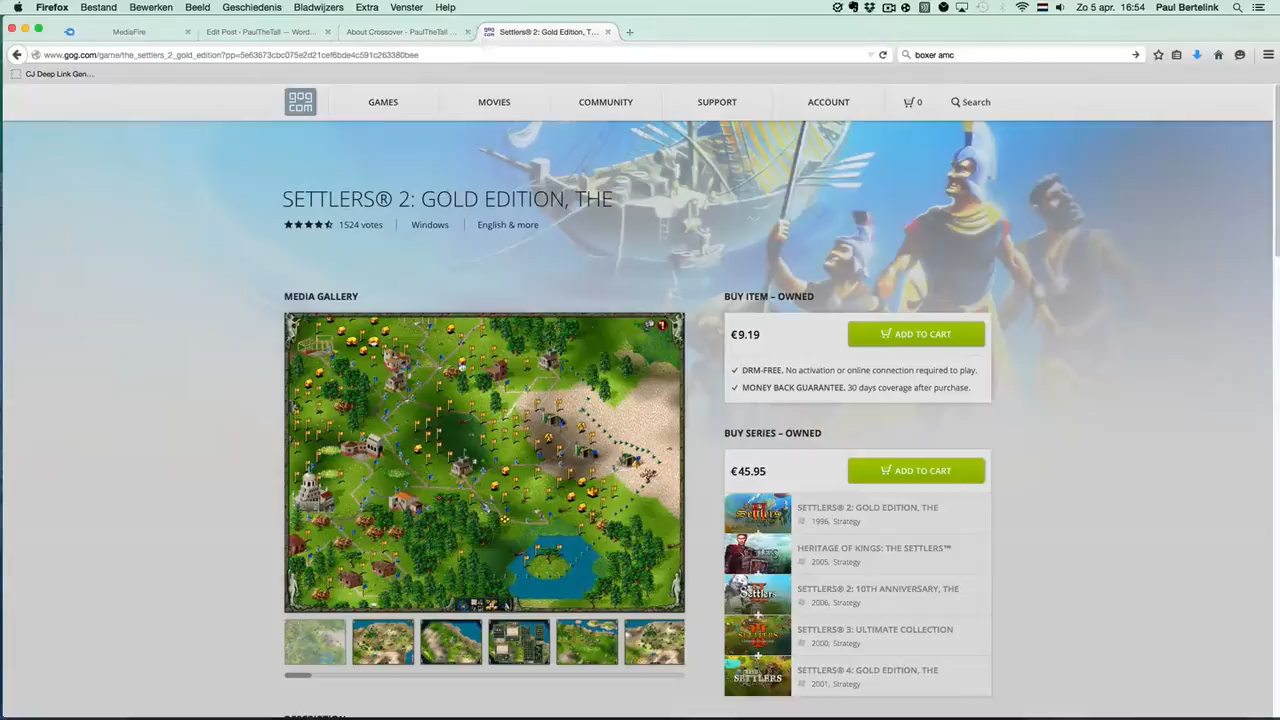 Firefox Bestand Bewerken Beeld Geschiedenis Bladwijzers Extra Venster Help Zo 5 apr. 16:54 Paul Bertelink
MediaFire × Edit Post ‹ PaulTheTall — Word... × About Crossover - PaulTheTall ... × Settlers® 2: Gold Edition, T... × +
www.gog.com/game/the_settlers_2_gold_edition?pp=5e63673cbc075e2d21cef6bde4c591c263380bee boxer amc
CJ Deep Link Gen...
gog com GAMES MOVIES COMMUNITY SUPPORT ACCOUNT 0 Search
SETTLERS® 2: GOLD EDITION, THE
1524 votes Windows English & more
MEDIA GALLERY BUY ITEM – OWNED
€9.19 ADD TO CART
DRM-FREE. No activation or online connection required to play.
MONEY BACK GUARANTEE. 30 days coverage after purchase.
BUY SERIES – OWNED
€45.95 ADD TO CART
SETTLERS® 2: GOLD EDITION, THE
1996, Strategy
HERITAGE OF KINGS: THE SETTLERS™
2005, Strategy
SETTLERS® 2: 10TH ANNIVERSARY, THE
2006, Strategy
SETTLERS® 3: ULTIMATE COLLECTION
2000, Strategy
SETTLERS® 4: GOLD EDITION, THE
2001, Strategy
DESCRIPTION